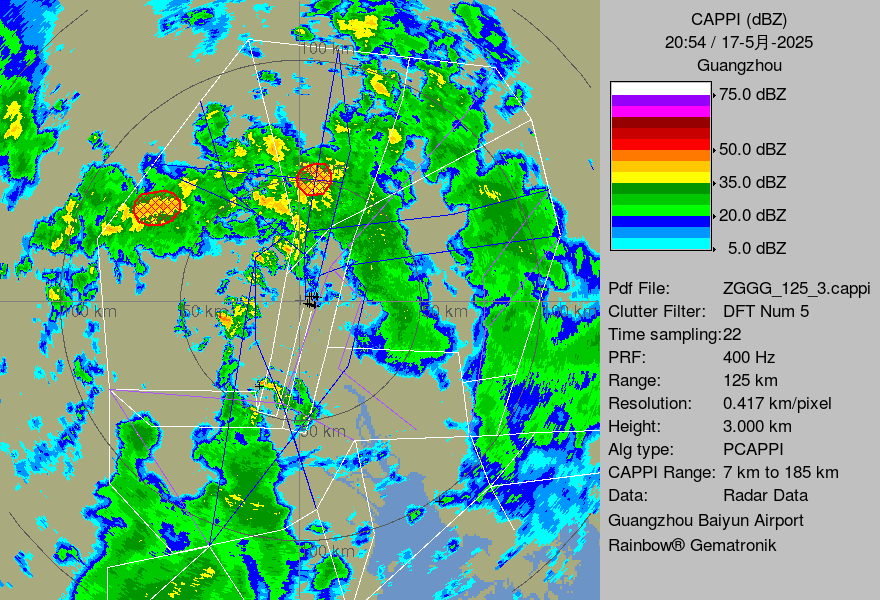 CAPPI (dBZ)
20:54 / 17-5月-2025
Guangzhou
75.0 dBZ
50.0 dBZ
35.0 dBZ
20.0 dBZ
5.0 dBZ
Pdf File: ZGGG_125_3.cappi
Clutter Filter: DFT Num 5
Time sampling:22
PRF: 400 Hz
Range: 125 km
Resolution: 0.417 km/pixel
Height: 3.000 km
Alg type: PCAPPI
CAPPI Range: 7 km to 185 km
Data: Radar Data
Guangzhou Baiyun Airport
Rainbow® Gematronik
100 km
100 km 50 km 50 km 100 km
50 km
100 km